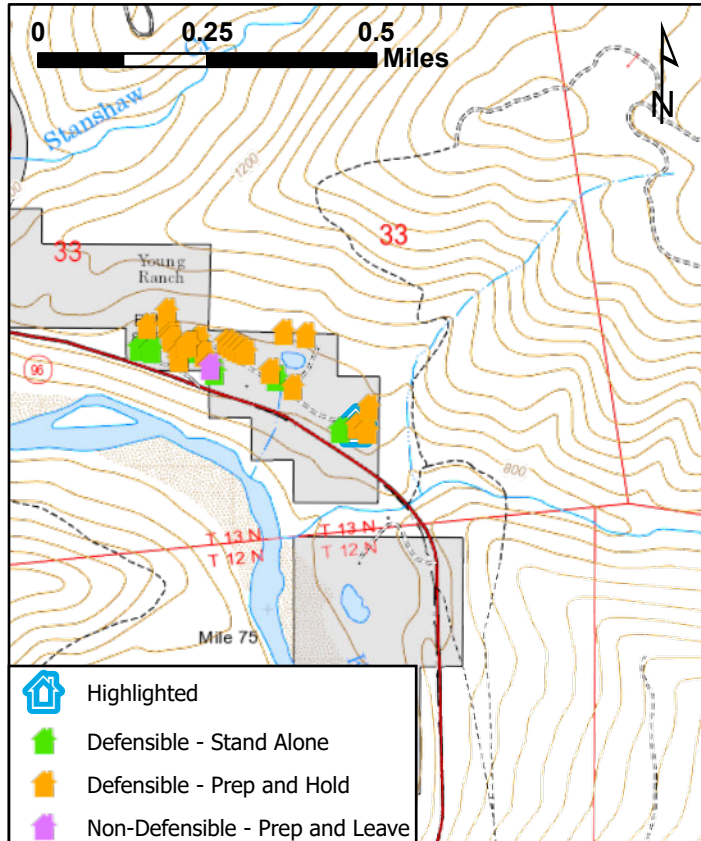 0 0.25 0.5
Miles
N
Stanshaw Cr
1200
33
33
Young
Ranch
96
800
T 13 N
T 12 N
T 13 N
T 12 N
Mile 75
Highlighted
Defensible - Stand Alone
Defensible - Prep and Hold
Non-Defensible - Prep and Leave